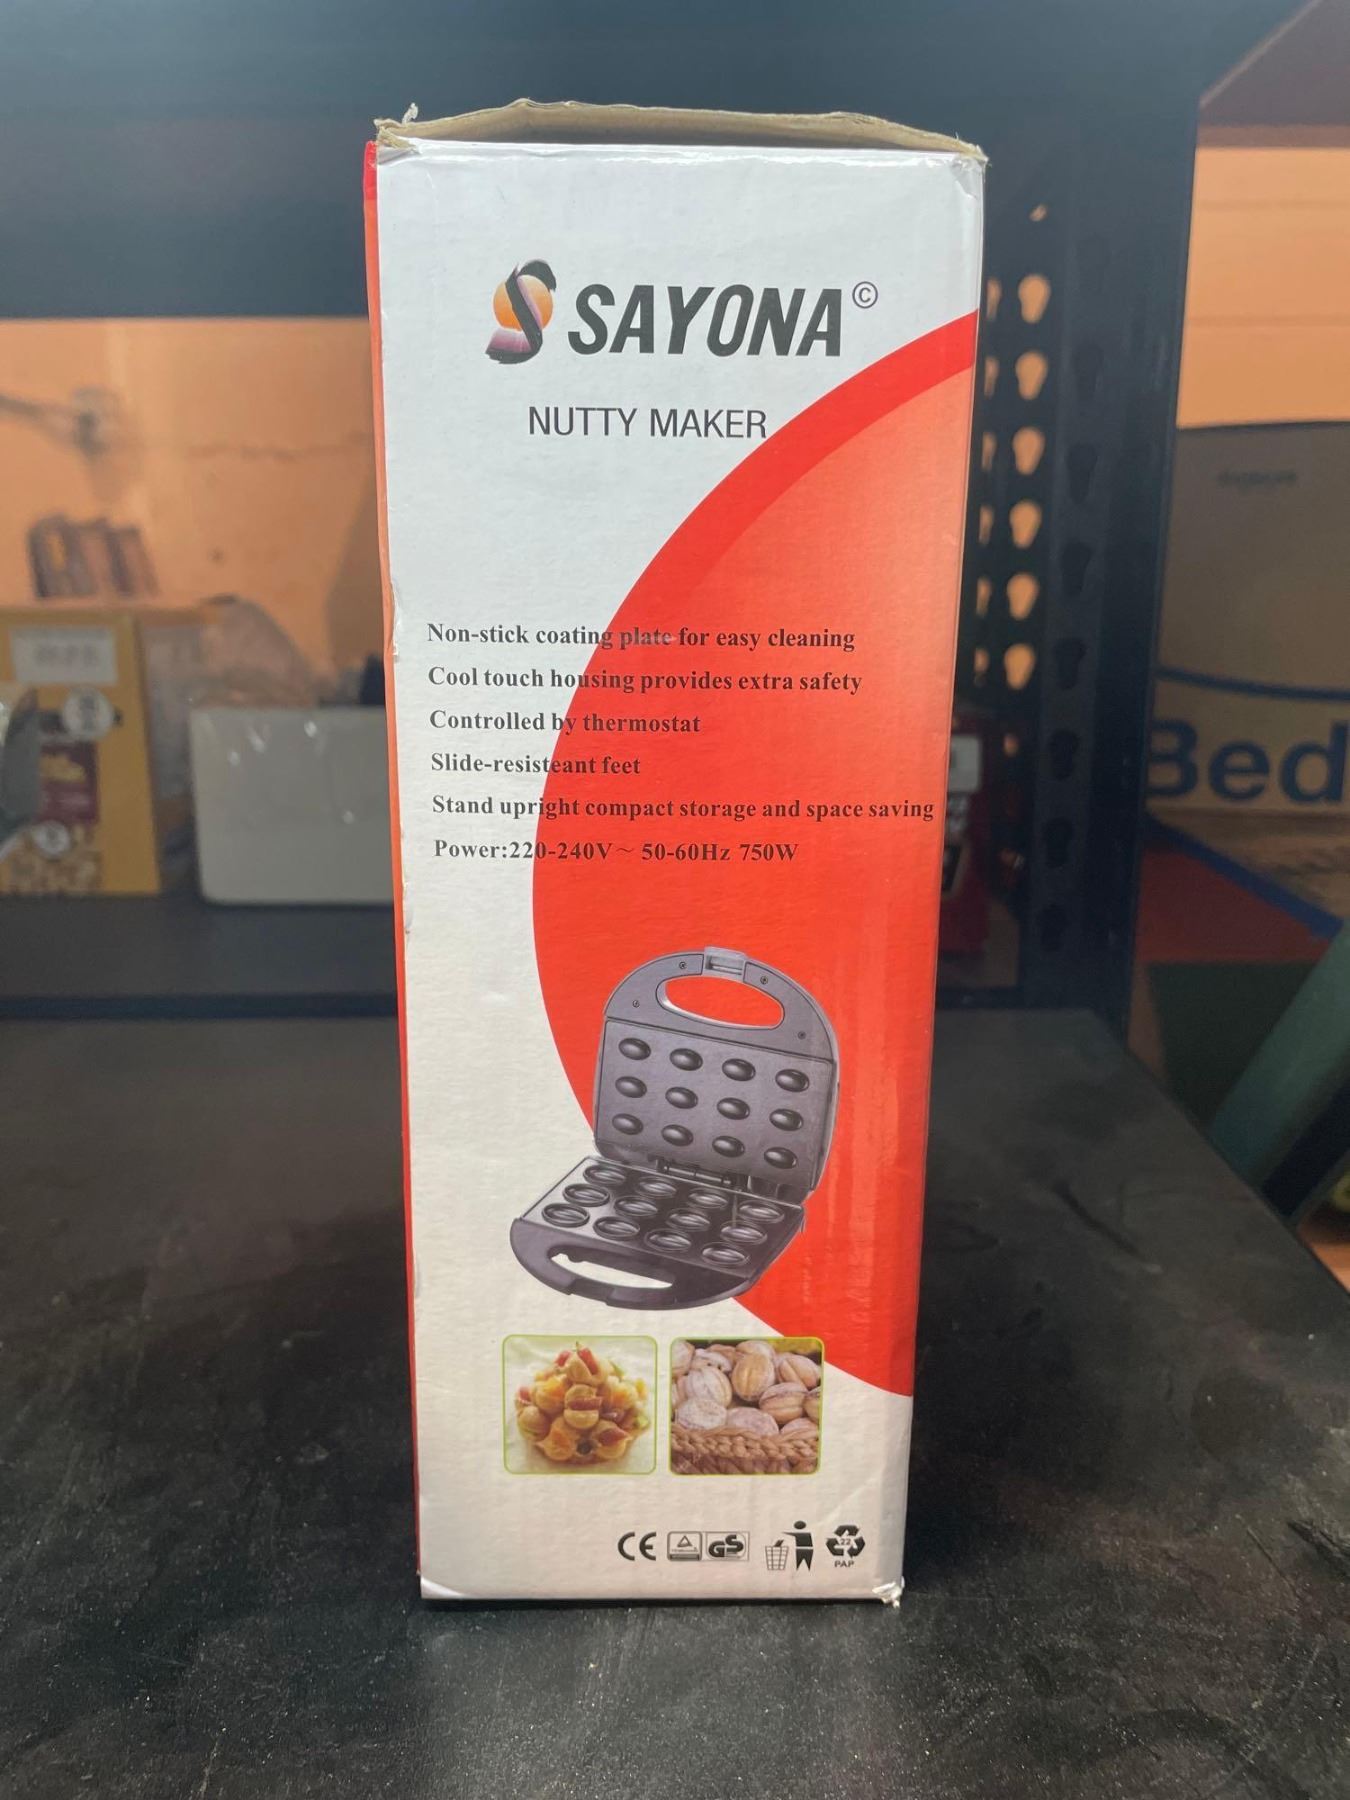 SAYONA©
NUTTY MAKER
Non-stick coating plate for easy cleaning
Cool touch housing provides extra safety
Controlled by thermostat
Slide-resisteant feet
Stand upright compact storage and space saving
Power:220-240V～ 50-60Hz 750W
Bed
CE GS
22
PAP